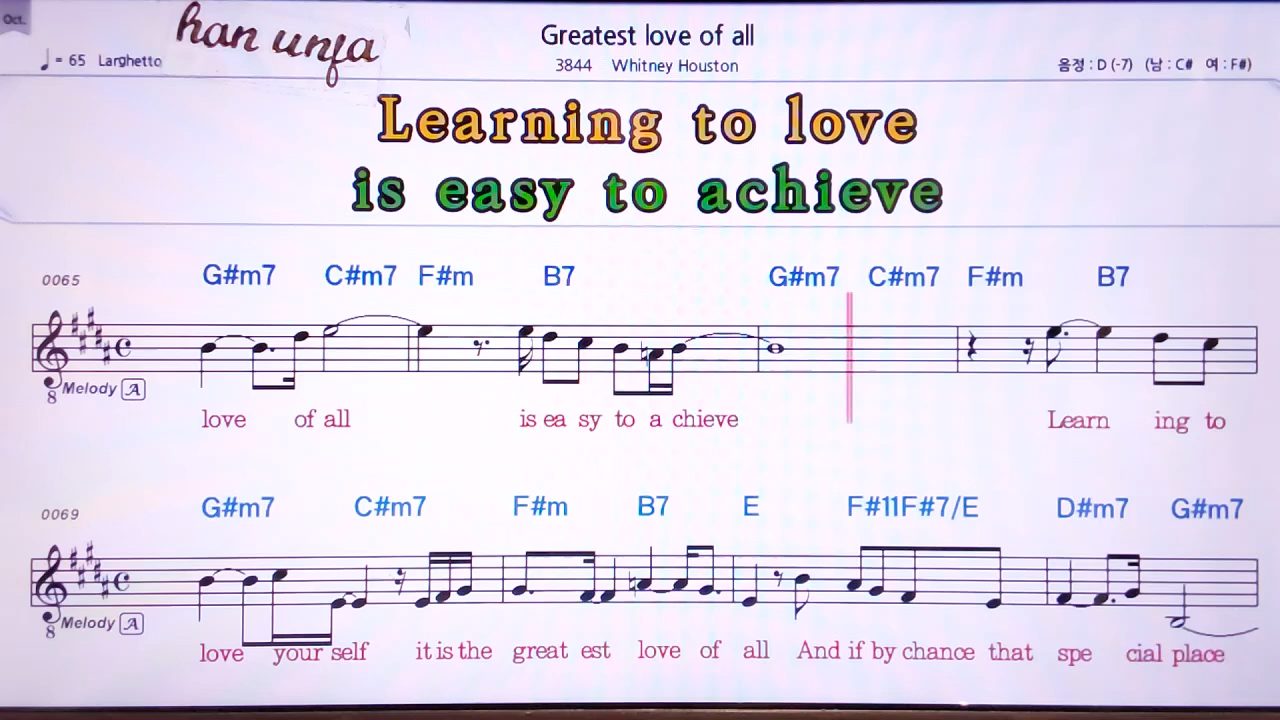 Oct.
han unja
♩ = 65 Larghetto
Greatest love of all
3844 Whitney Houston
음정 : D (-7) (남 : C# 여 : F#)
Learning to love
is easy to achieve
0065
G#m7 C#m7 F#m B7 G#m7 C#m7 F#m B7
8 Melody A
love of all is ea sy to a chieve Learn ing to
0069
G#m7 C#m7 F#m B7 E F#11F#7/E D#m7 G#m7
8 Melody A
love your self it is the great est love of all And if by chance that spe cial place